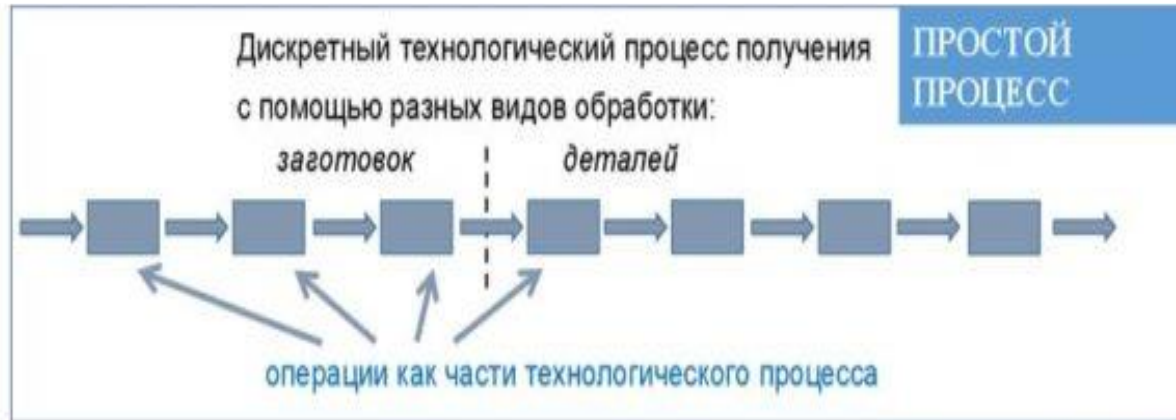 Дискретный технологический процесс получения
с помощью разных видов обработки:
заготовок
деталей
ПРОСТОЙ
ПРОЦЕСС
операции как части технологического процесса